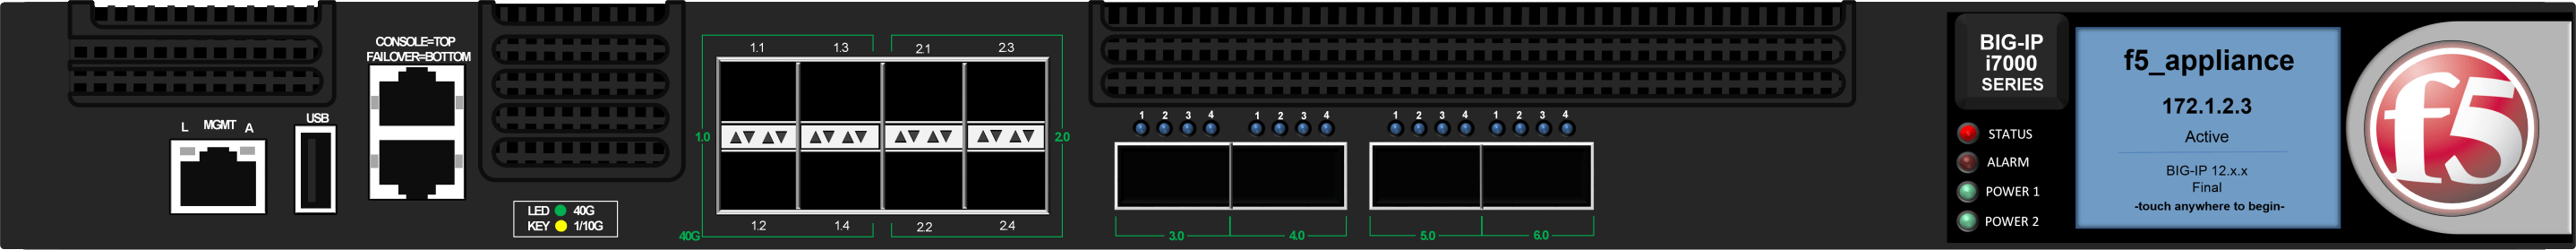 CONSOLE=TOP
FAILOVER=BOTTOM
L MGMT A
USB
LED 40G
KEY 1/10G
1.1 1.3 2.1 2.3
1.0
2.0
1.2 1.4 2.2 2.4
40G
1 2 3 4 1 2 3 4 1 2 3 4 1 2 3 4
3.0 4.0 5.0 6.0
BIG-IP
i7000
SERIES
STATUS
ALARM
POWER 1
POWER 2
f5_appliance
172.1.2.3
Active
BIG-IP 12.x.x
Final
-touch anywhere to begin-
f5